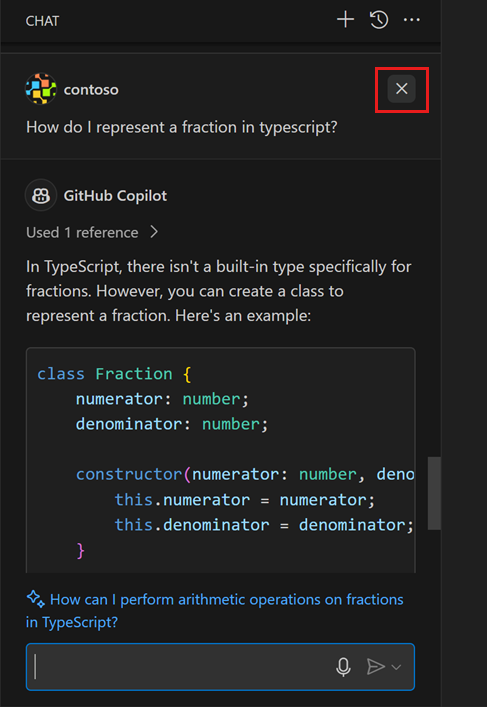 CHAT
contoso
How do I represent a fraction in typescript?
GitHub Copilot
Used 1 reference
In TypeScript, there isn't a built-in type specifically for
fractions. However, you can create a class to
represent a fraction. Here's an example:
class Fraction {
    numerator: number;
    denominator: number;

    constructor(numerator: number, deno
        this.numerator = numerator;
        this.denominator = denominator;
    }
How can I perform arithmetic operations on fractions
in TypeScript?